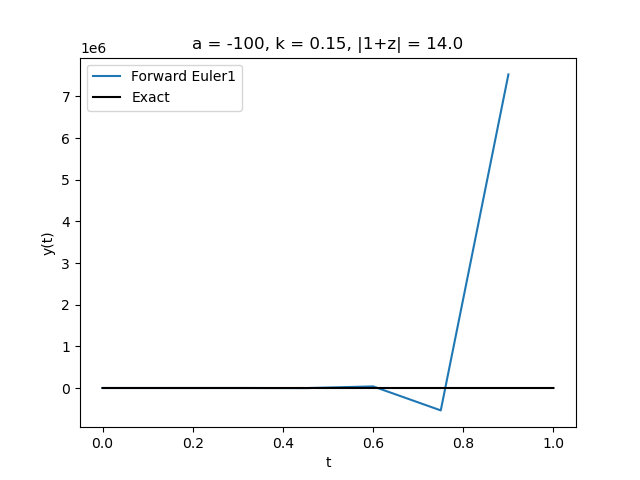 a = -100, k = 0.15, |1+z| = 14.0
1e6
Forward Euler1
Exact
7
6
5
4
3
2
1
0
y(t)
0.0 0.2 0.4 0.6 0.8 1.0
t